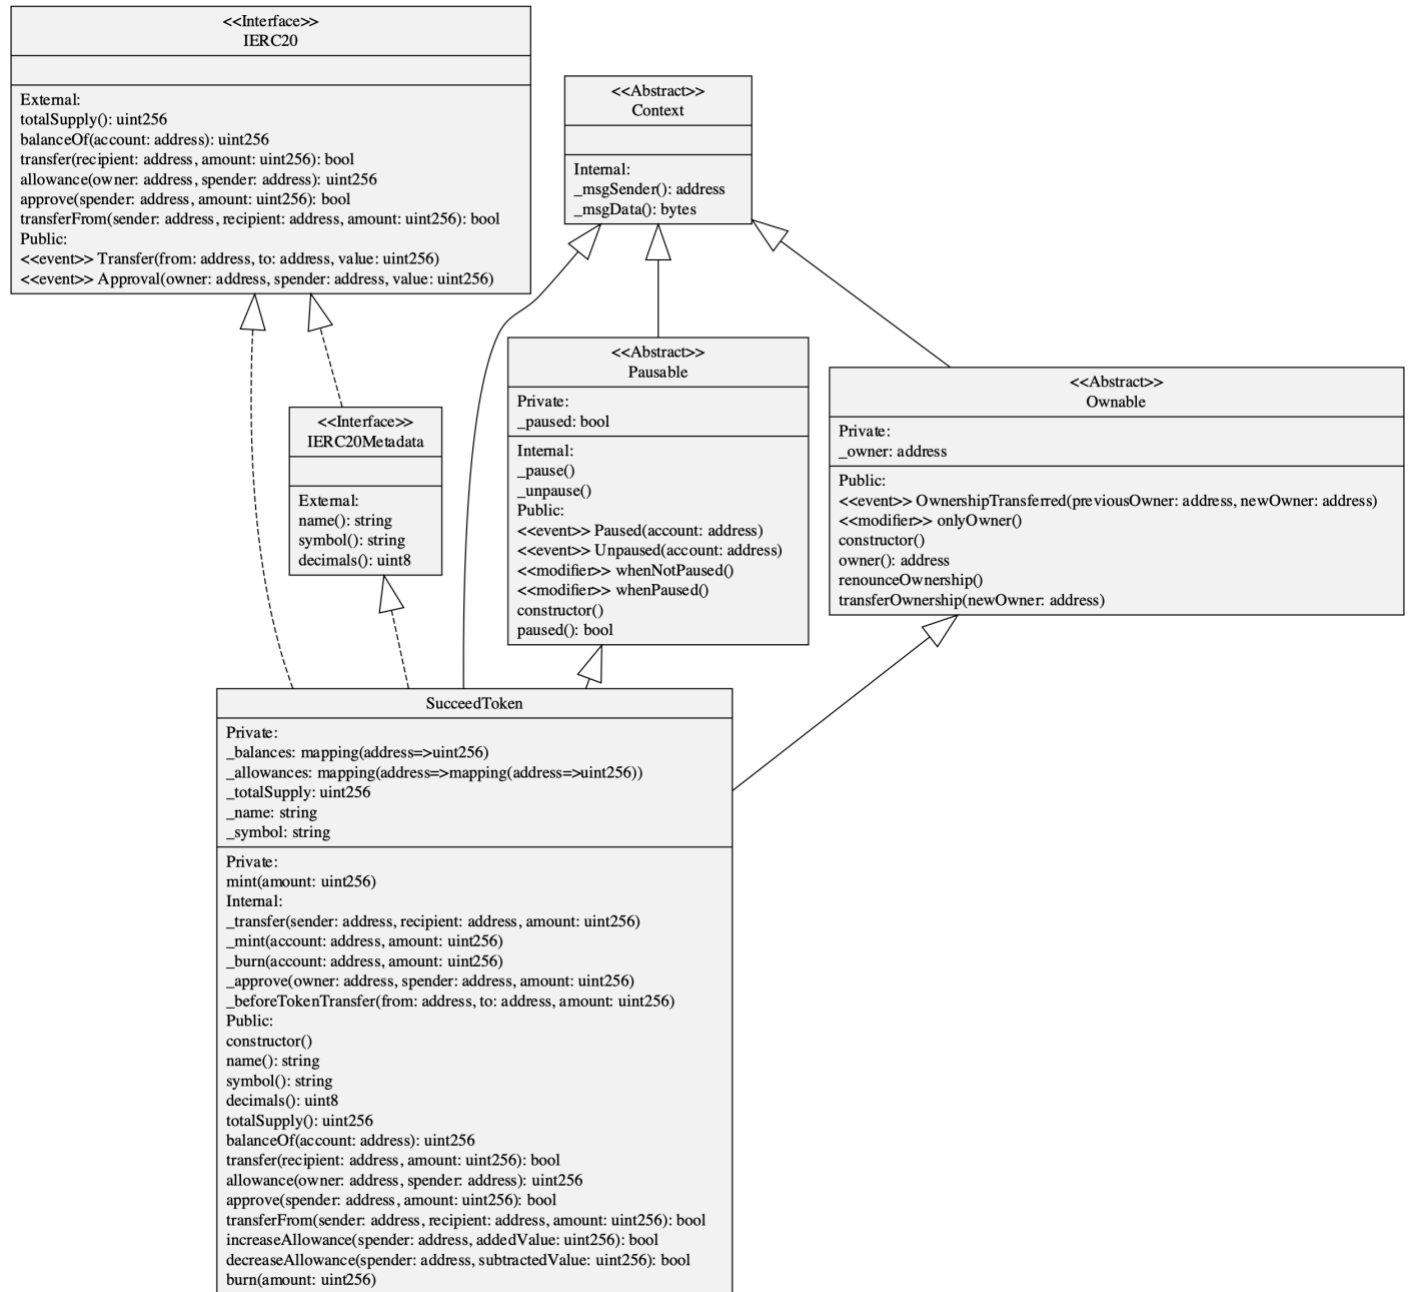 <<Interface>>
IERC20
External:
totalSupply(): uint256
balanceOf(account: address): uint256
transfer(recipient: address, amount: uint256): bool
allowance(owner: address, spender: address): uint256
approve(spender: address, amount: uint256): bool
transferFrom(sender: address, recipient: address, amount: uint256): bool
Public:
<<event>> Transfer(from: address, to: address, value: uint256)
<<event>> Approval(owner: address, spender: address, value: uint256)
<<Abstract>>
Context
Internal:
_msgSender(): address
_msgData(): bytes
<<Interface>>
IERC20Metadata
External:
name(): string
symbol(): string
decimals(): uint8
<<Abstract>>
Pausable
Private:
_paused: bool
Internal:
_pause()
_unpause()
Public:
<<event>> Paused(account: address)
<<event>> Unpaused(account: address)
<<modifier>> whenNotPaused()
<<modifier>> whenPaused()
constructor()
paused(): bool
<<Abstract>>
Ownable
Private:
_owner: address
Public:
<<event>> OwnershipTransferred(previousOwner: address, newOwner: address)
<<modifier>> onlyOwner()
constructor()
owner(): address
renounceOwnership()
transferOwnership(newOwner: address)
SucceedToken
Private:
_balances: mapping(address=>uint256)
_allowances: mapping(address=>mapping(address=>uint256))
_totalSupply: uint256
_name: string
_symbol: string
Private:
mint(amount: uint256)
Internal:
_transfer(sender: address, recipient: address, amount: uint256)
_mint(account: address, amount: uint256)
_burn(account: address, amount: uint256)
_approve(owner: address, spender: address, amount: uint256)
_beforeTokenTransfer(from: address, to: address, amount: uint256)
Public:
constructor()
name(): string
symbol(): string
decimals(): uint8
totalSupply(): uint256
balanceOf(account: address): uint256
transfer(recipient: address, amount: uint256): bool
allowance(owner: address, spender: address): uint256
approve(spender: address, amount: uint256): bool
transferFrom(sender: address, recipient: address, amount: uint256): bool
increaseAllowance(spender: address, addedValue: uint256): bool
decreaseAllowance(spender: address, subtractedValue: uint256): bool
burn(amount: uint256)